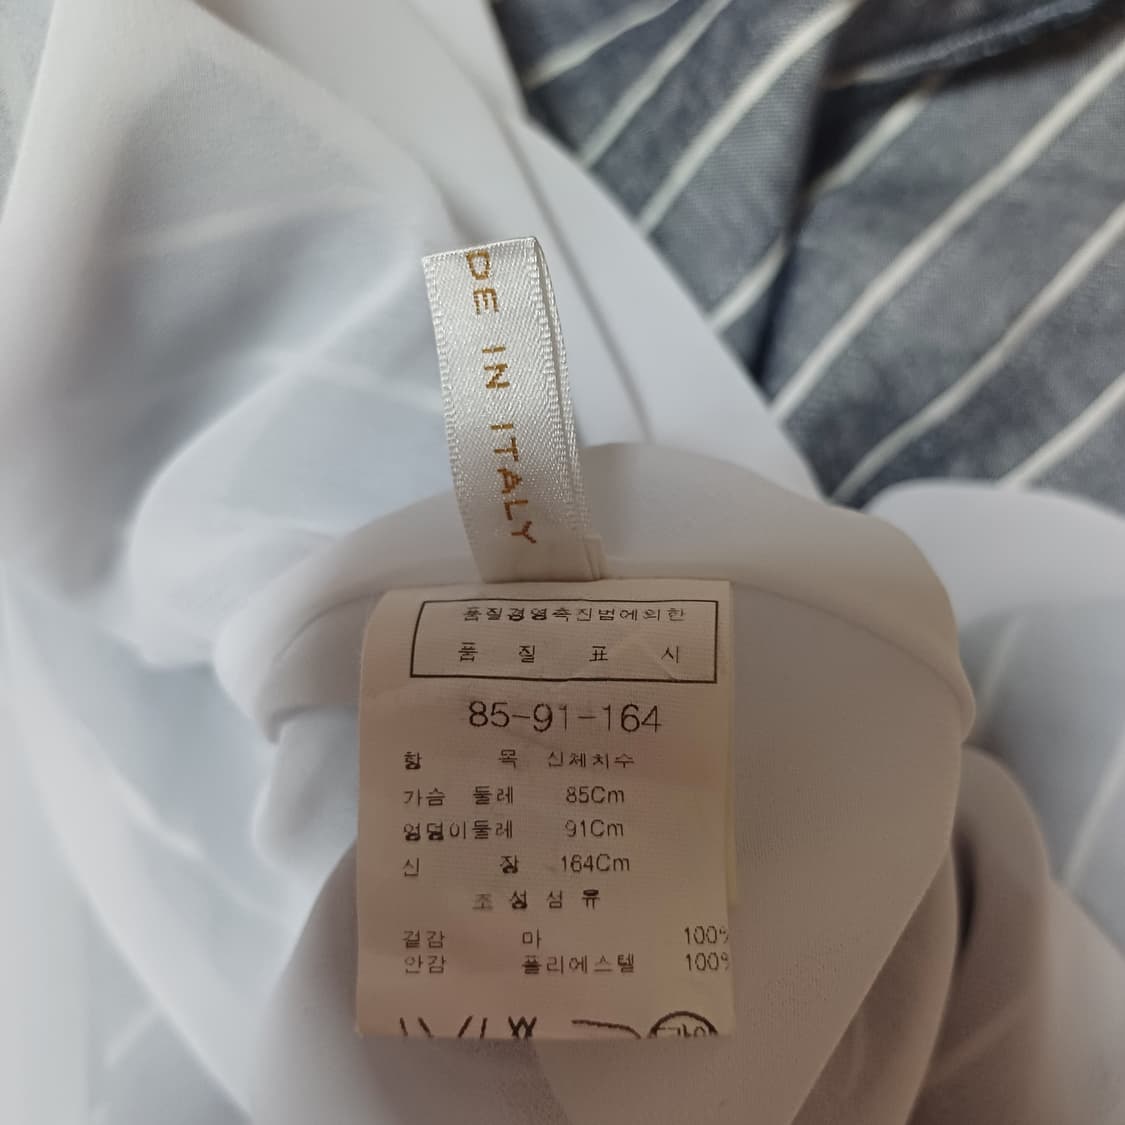 DE IN ITALY
품질경영촉진법에의한
품 질 표 시
85-91-164
항 목 신체치수
가슴 둘레 85Cm
엉덩이둘레 91Cm
신 장 164Cm
조 성 섬 유
겉감 마 100%
안감 폴리에스텔 100%